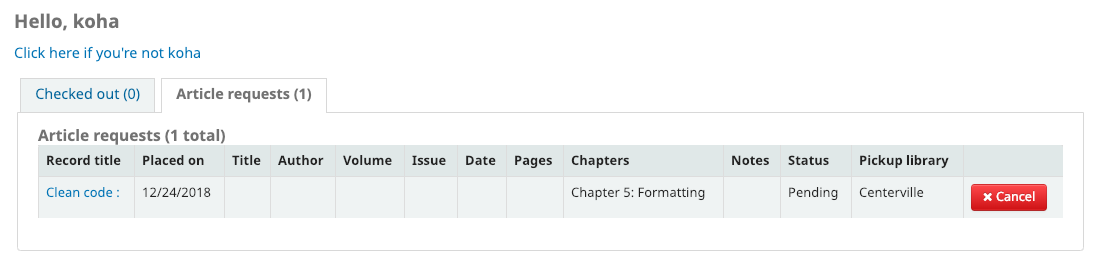 Hello, koha
Click here if you're not koha
Checked out (0) Article requests (1)
Article requests (1 total)
Record title Placed on Title Author Volume Issue Date Pages Chapters Notes Status Pickup library
Clean code : 12/24/2018 Chapter 5: Formatting Pending Centerville × Cancel